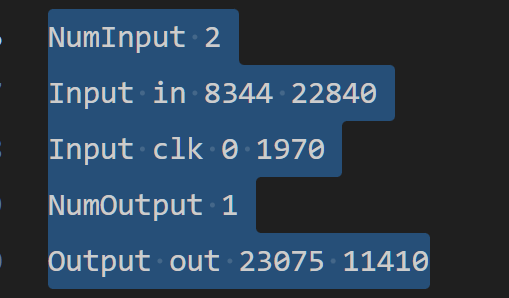 NumInput 2
Input in 8344 22840
Input clk 0 1970
NumOutput 1
Output out 23075 11410